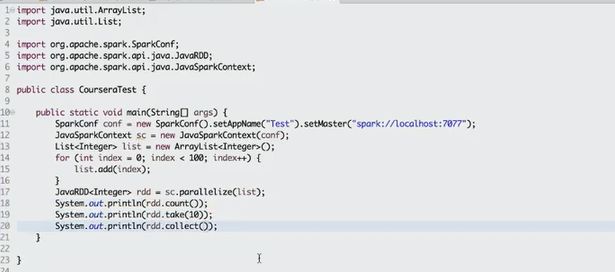 1 import java.util.ArrayList;
2 import java.util.List;
3
4 import org.apache.spark.SparkConf;
5 import org.apache.spark.api.java.JavaRDD;
6 import org.apache.spark.api.java.JavaSparkContext;
7
8 public class CourseraTest {
9
10 public static void main(String[] args) {
11 SparkConf conf = new SparkConf().setAppName("Test").setMaster("spark://localhost:7077");
12 JavaSparkContext sc = new JavaSparkContext(conf);
13 List<Integer> list = new ArrayList<Integer>();
14 for (int index = 0; index < 100; index++) {
15 list.add(index);
16 }
17 JavaRDD<Integer> rdd = sc.parallelize(list);
18 System.out.println(rdd.count());
19 System.out.println(rdd.take(10));
20 System.out.println(rdd.collect());
21 }
22
23 }
24